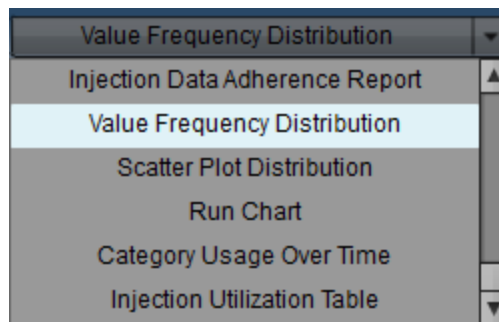 Value Frequency Distribution
Injection Data Adherence Report
Value Frequency Distribution
Scatter Plot Distribution
Run Chart
Category Usage Over Time
Injection Utilization Table